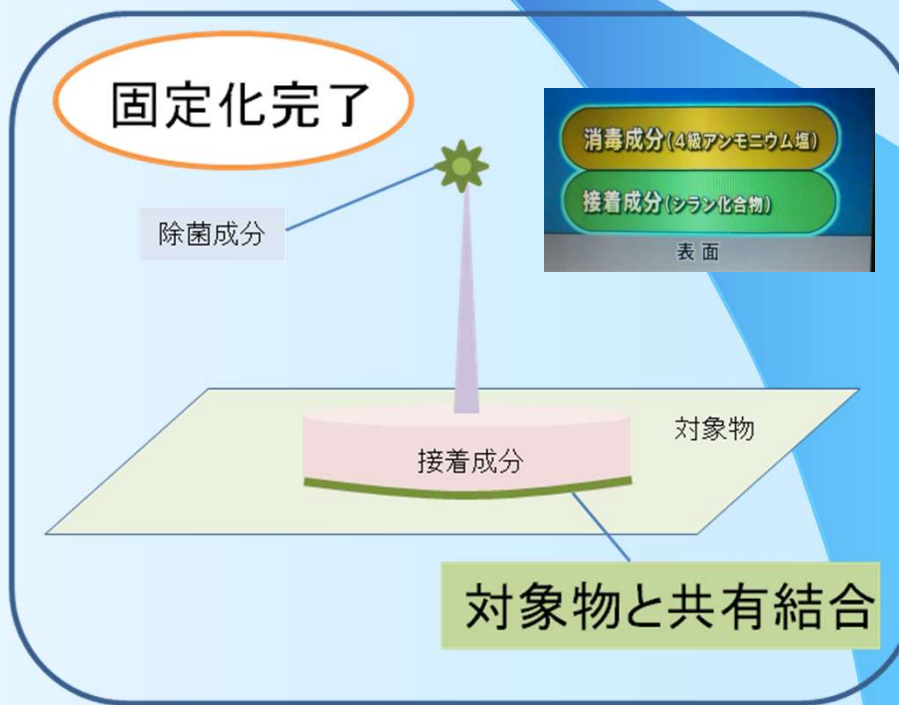 固定化完了
消毒成分(4級アンモニウム塩)
接着成分(シラン化合物)
表面
除菌成分
対象物
接着成分
対象物と共有結合